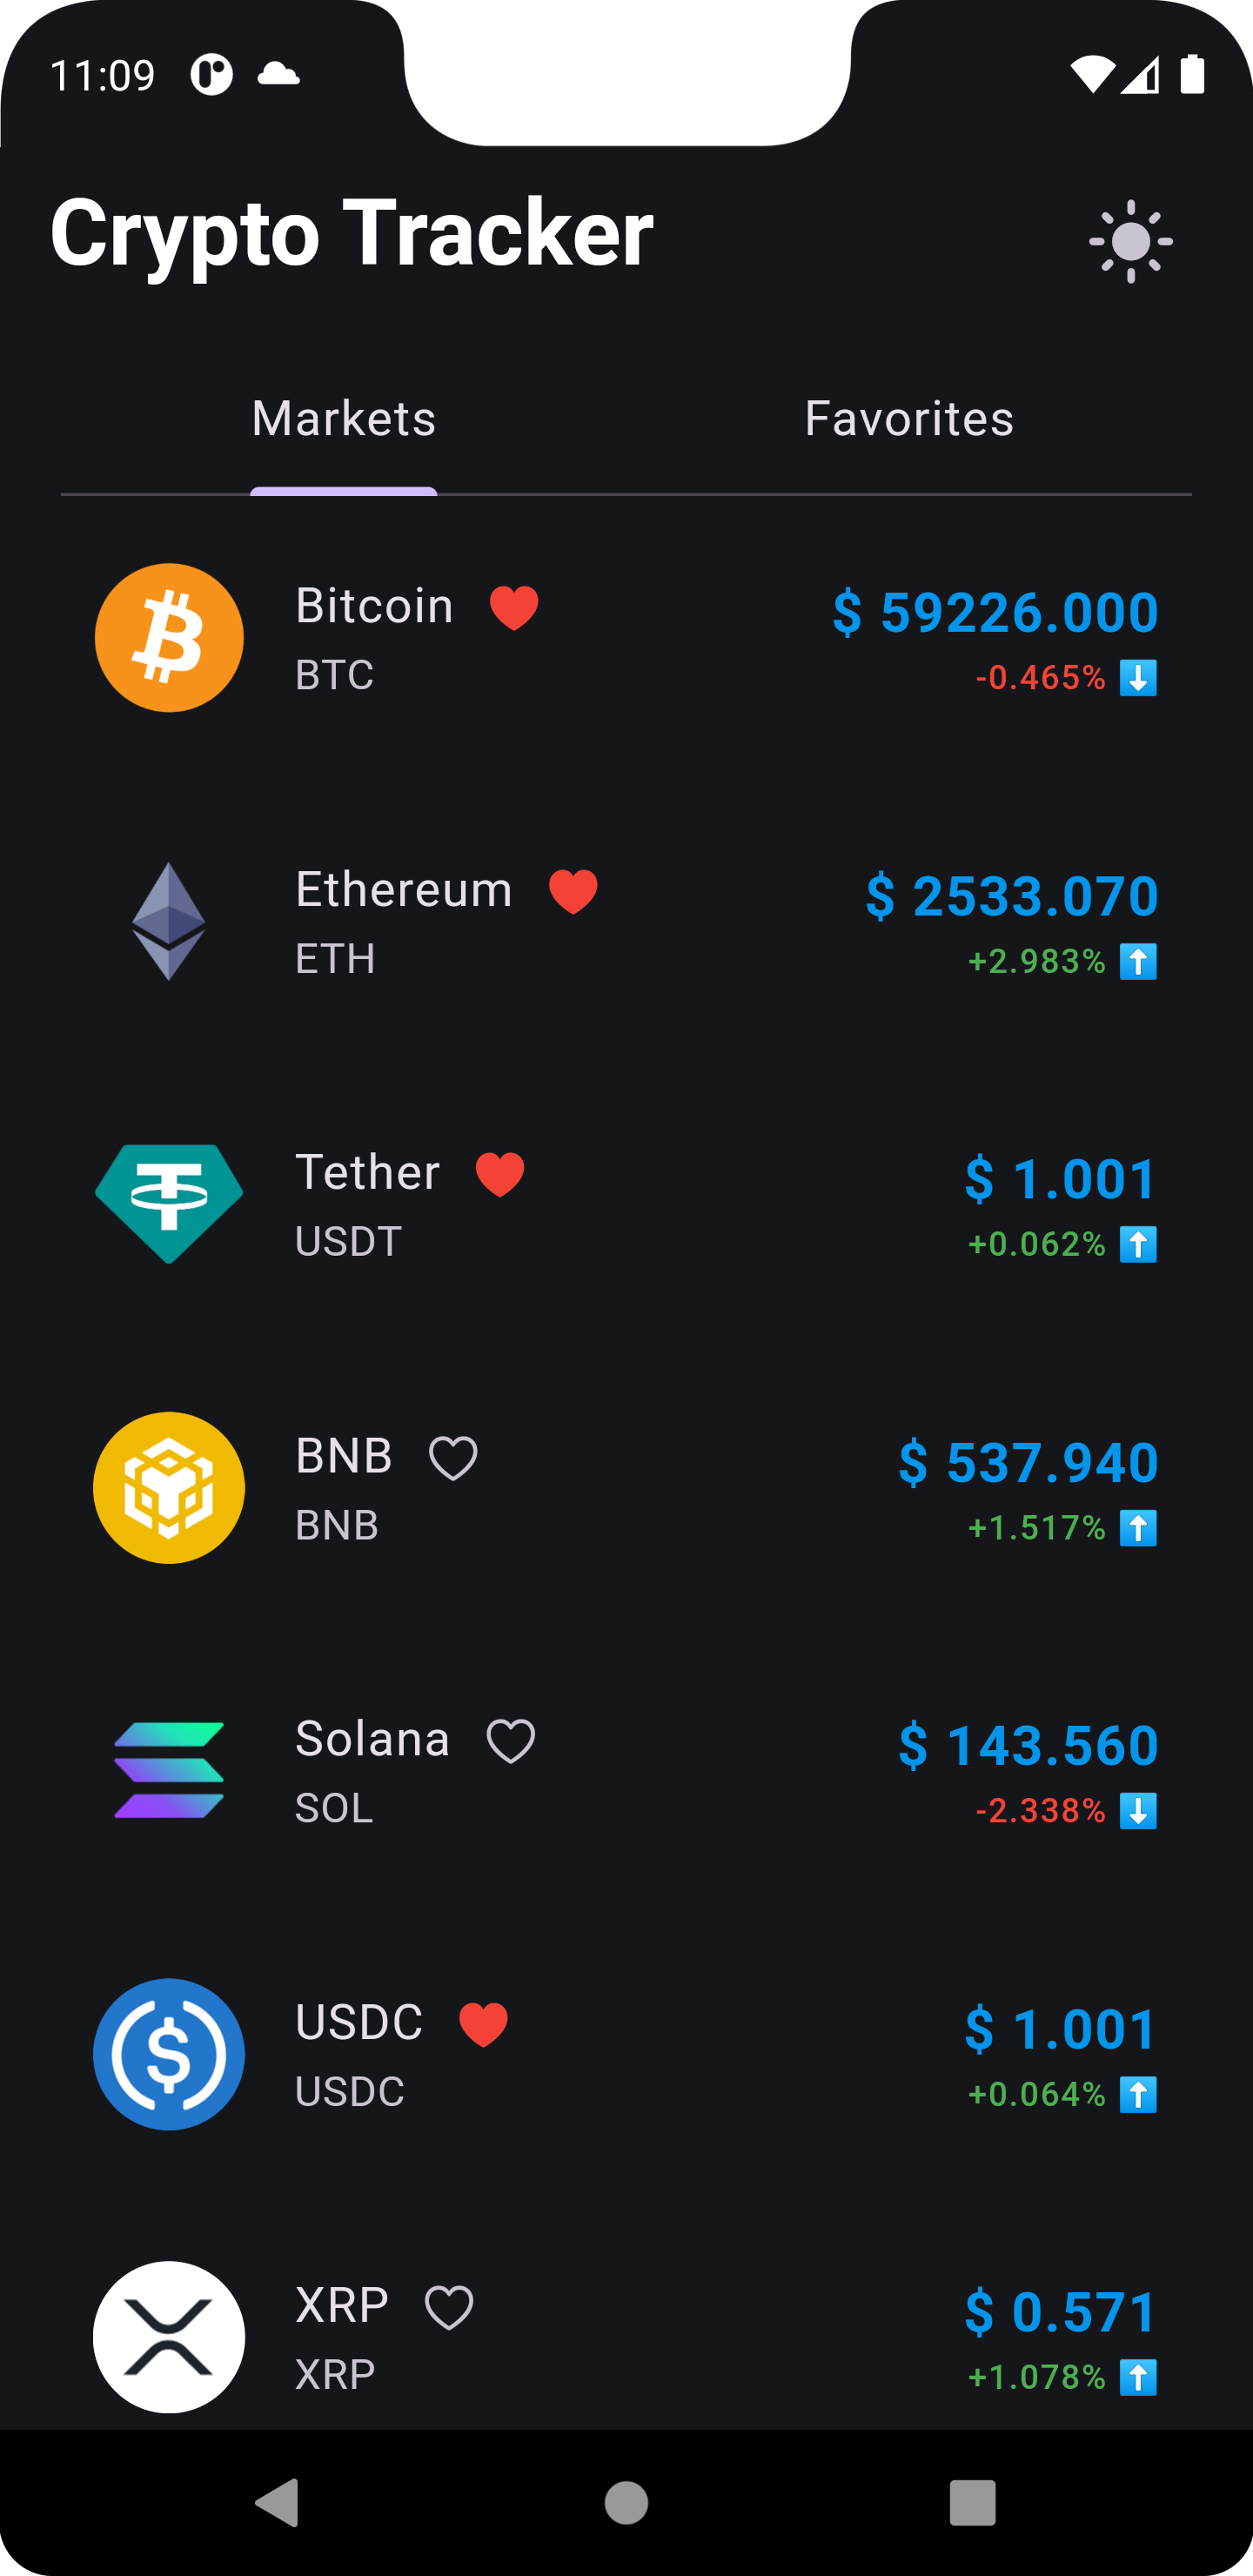 11:09
Crypto Tracker
Markets Favorites
Bitcoin $ 59226.000
BTC -0.465% ⬇️
Ethereum $ 2533.070
ETH +2.983% ⬆️
Tether $ 1.001
USDT +0.062% ⬆️
BNB $ 537.940
BNB +1.517% ⬆️
Solana $ 143.560
SOL -2.338% ⬇️
USDC $ 1.001
USDC +0.064% ⬆️
XRP $ 0.571
XRP +1.078% ⬆️